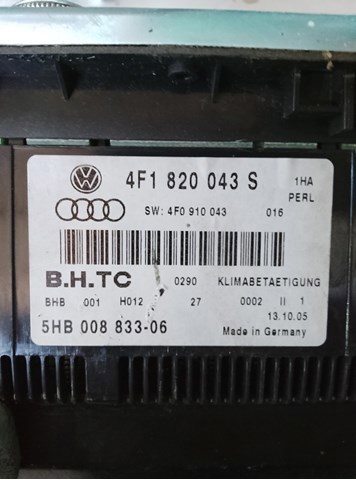 4F1 820 043 S 1HA
PERL
SW: 4F0 910 043 016
B.H.TC 0290 KLIMABETAETIGUNG
BHB 001 H012 27 0002 II 1
13.10.05
5HB 008 833-06 Made in Germany